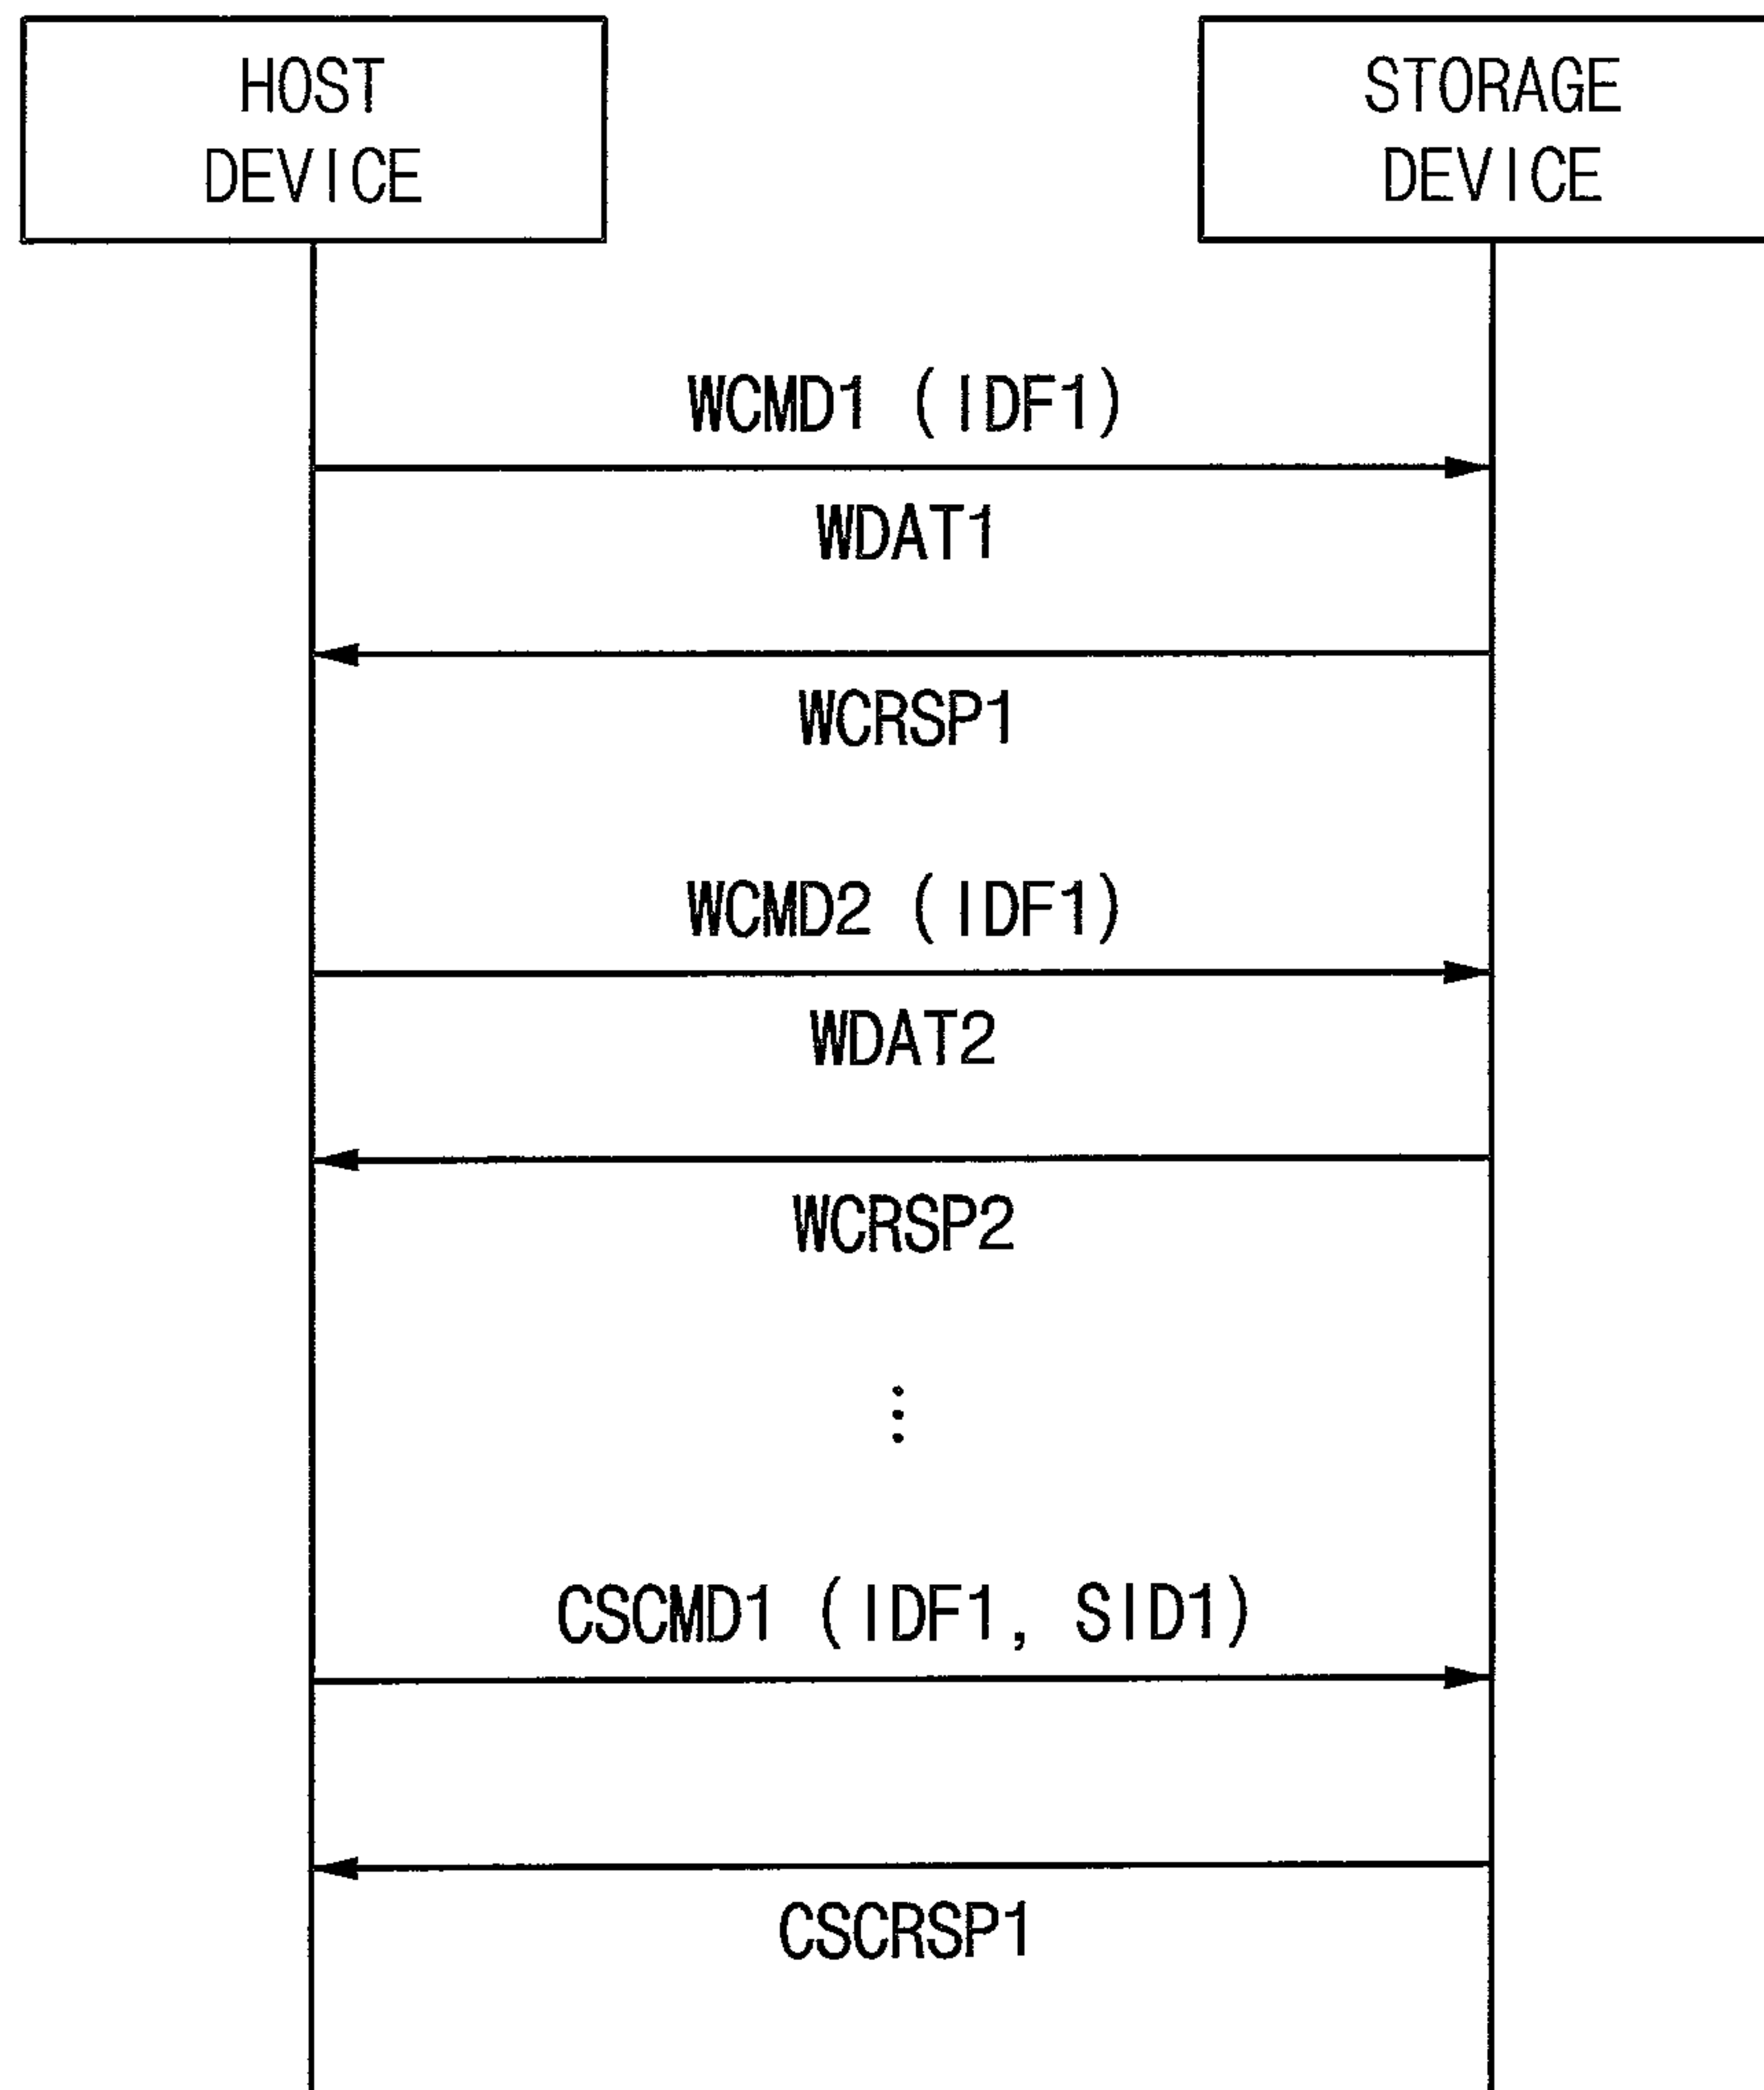 HOST
DEVICE
STORAGE
DEVICE
WCMD1 (IDF1)
WDAT1
WCRSP1
WCMD2 (IDF1)
WDAT2
WCRSP2
CSCMD1 (IDF1, SID1)
CSCRSP1